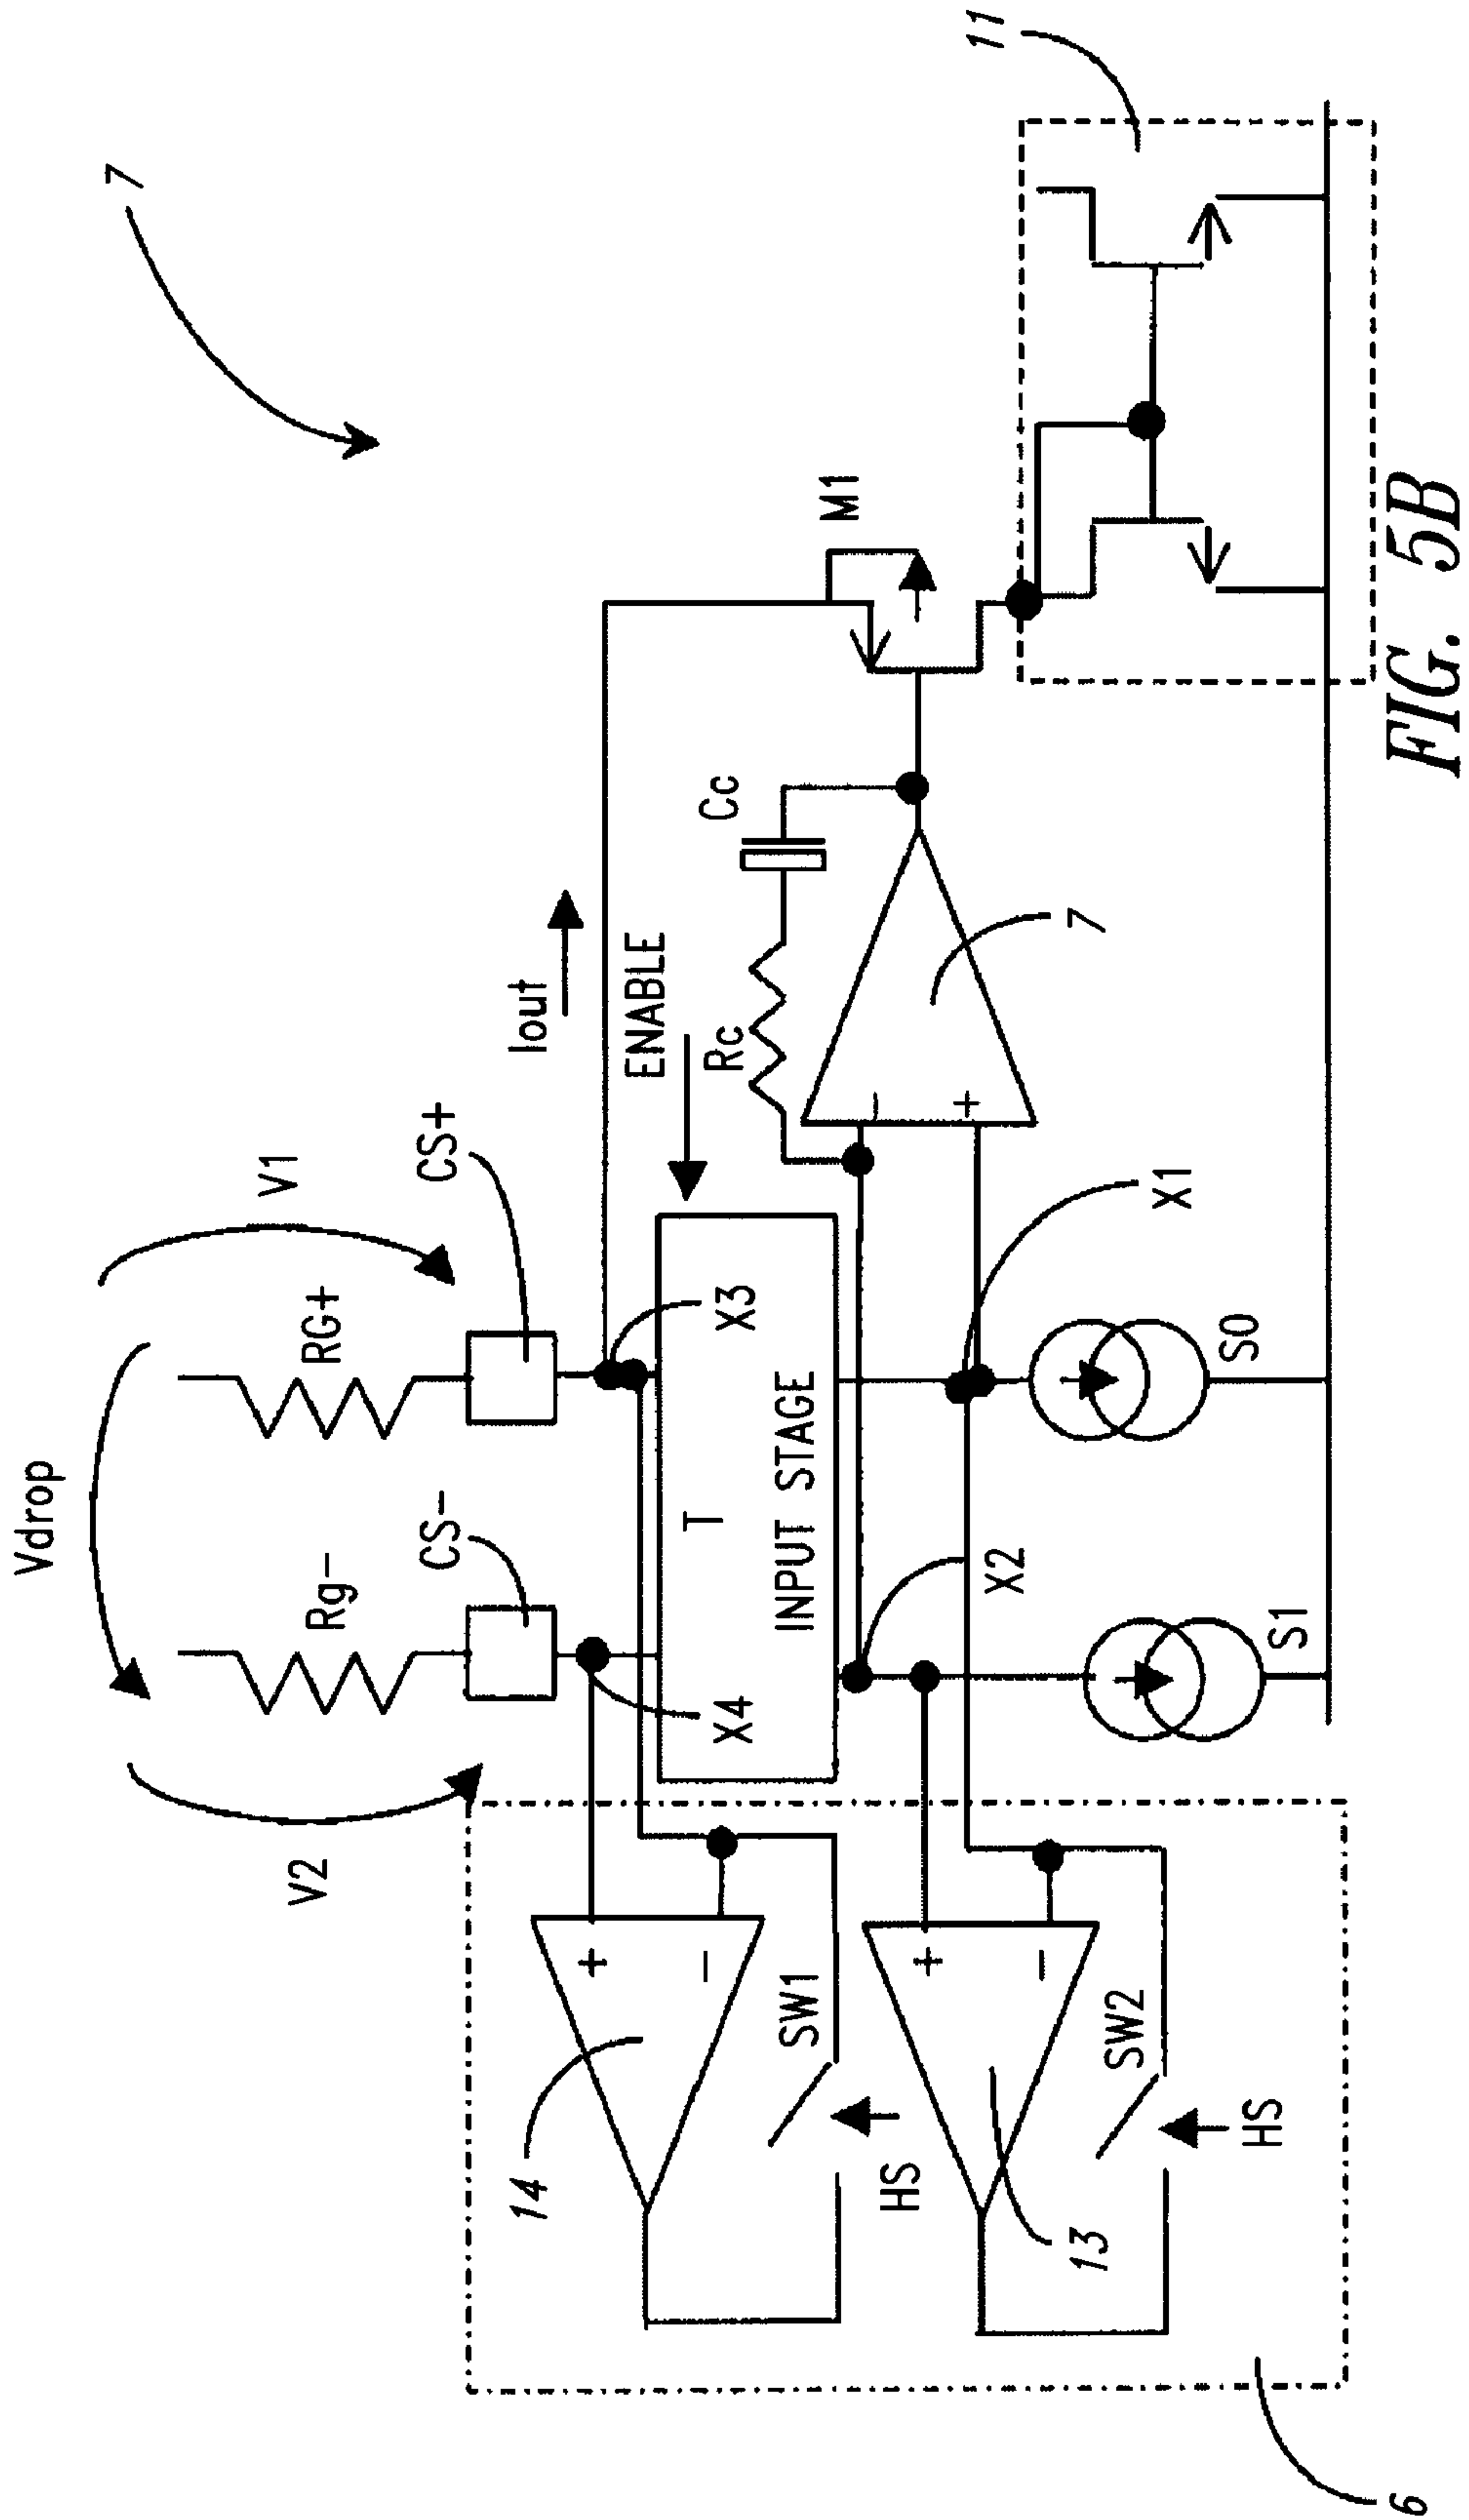 7
11
Vdrop
V2
V1
Rg-
RG+
CS-
CS+
Iout
ENABLE
M1
14
+
-
SW1
HS
X4
X3
T
INPUT STAGE
Rc
Cc
-
+
7
13
+
-
SW2
HS
X2
X1
S1
S0
6
FIG. 5B